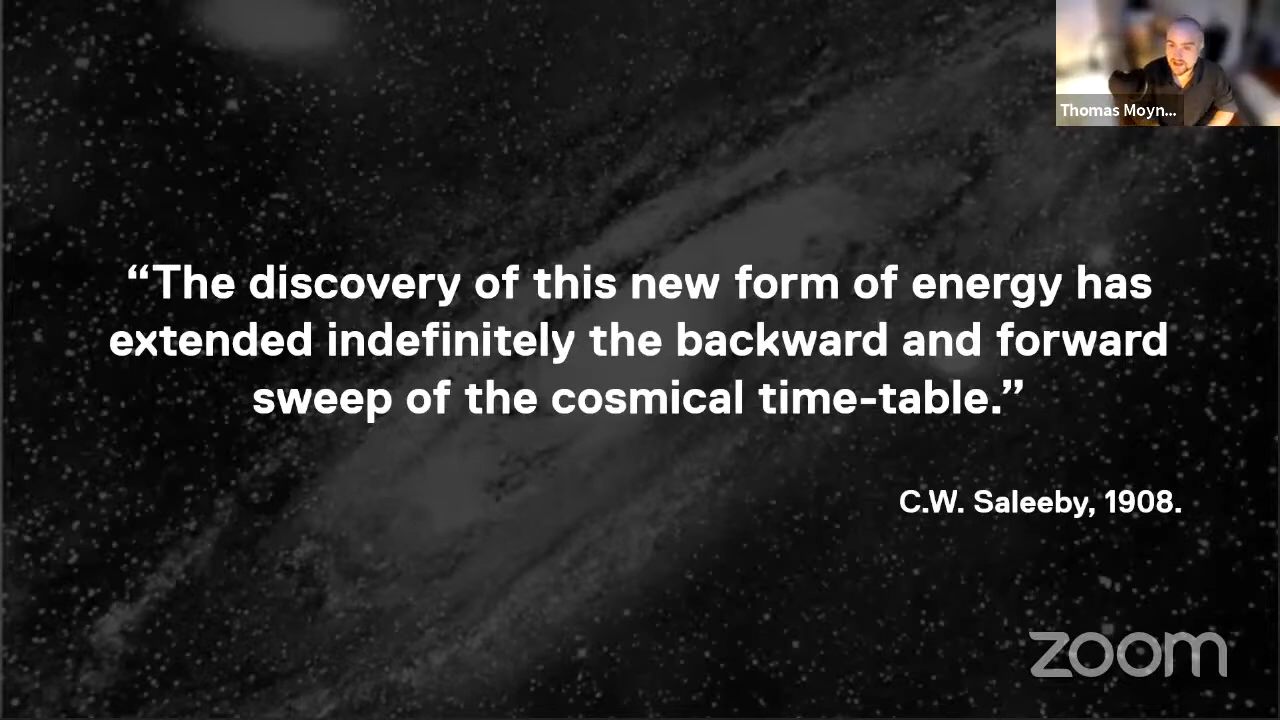 Thomas Moyn...
“The discovery of this new form of energy has
extended indefinitely the backward and forward
sweep of the cosmical time-table.”
C.W. Saleeby, 1908.
zoom